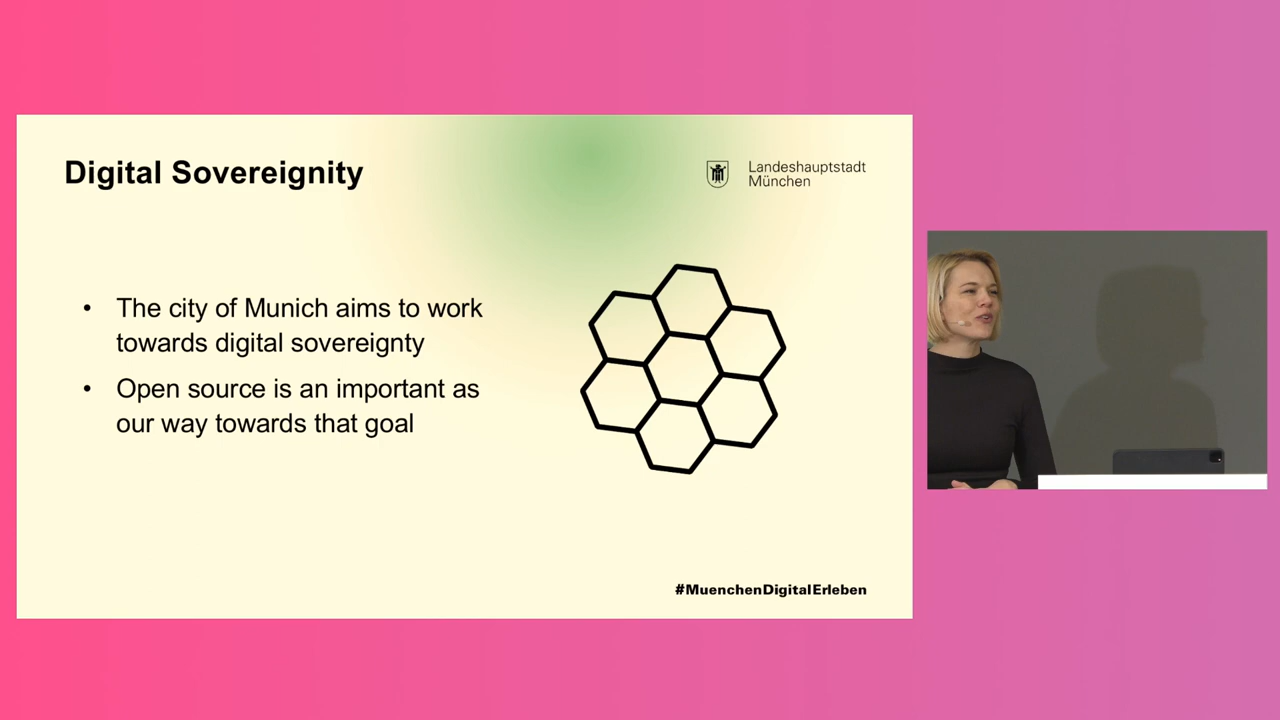 Digital Sovereignity
Landeshauptstadt
München
• The city of Munich aims to work
towards digital sovereignty
• Open source is an important as
our way towards that goal
#MuenchenDigitalErleben